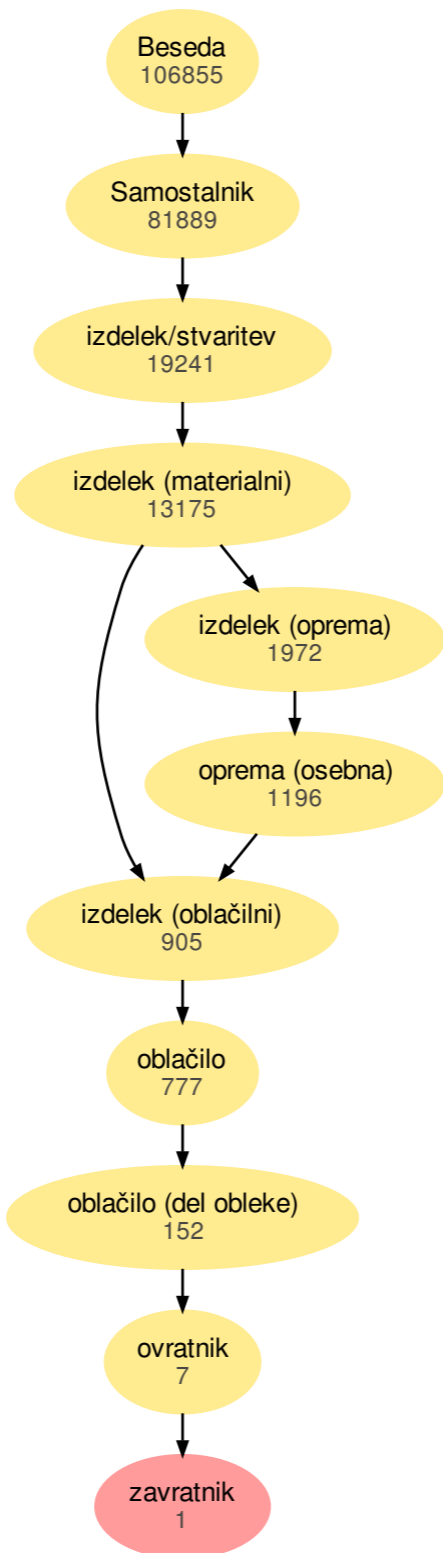 Beseda
106855
Samostalnik
81889
izdelek/stvaritev
19241
izdelek (materialni)
13175
izdelek (oprema)
1972
oprema (osebna)
1196
izdelek (oblačilni)
905
oblačilo
777
oblačilo (del obleke)
152
ovratnik
7
zavratnik
1